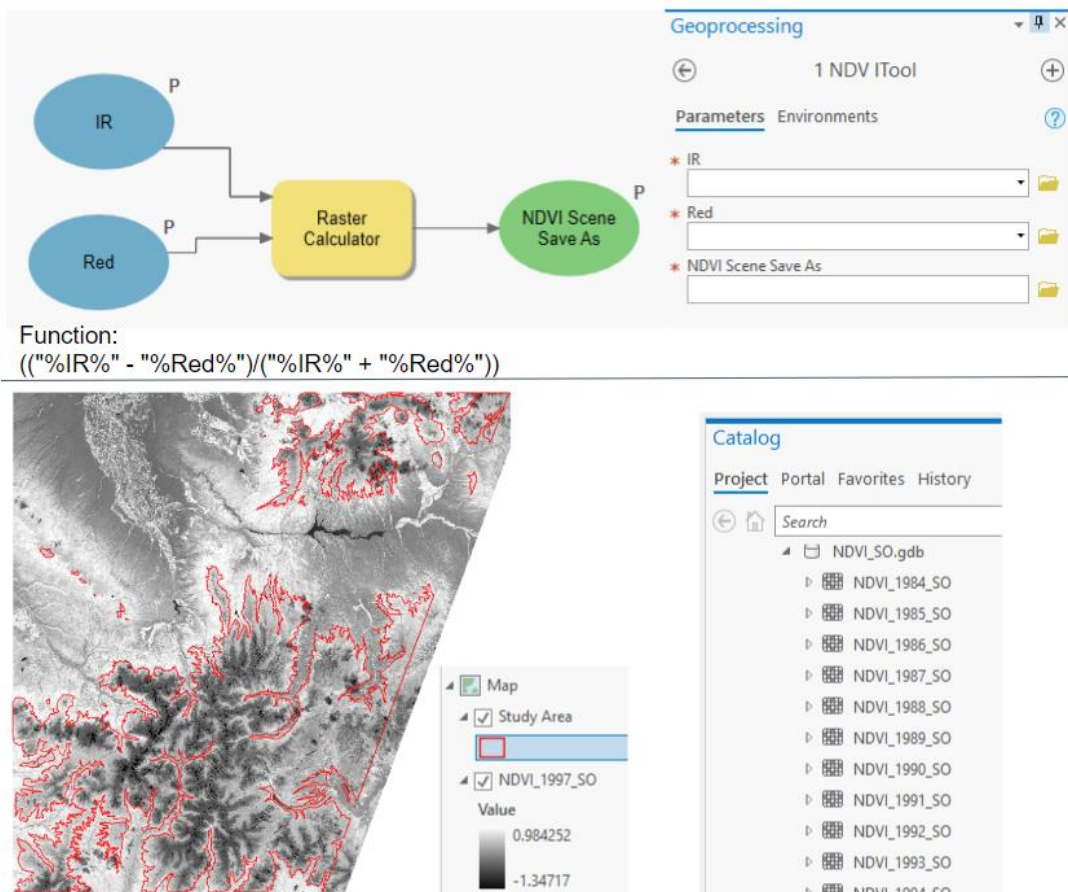 P
IR
P
Red
Raster
Calculator
P
NDVI Scene
Save As
Geoprocessing
1 NDV ITool
Parameters Environments
* IR
* Red
* NDVI Scene Save As
Function:
(("%IR%" - "%Red%")/("%IR%" + "%Red%"))
Map
Study Area
NDVI_1997_SO
Value
0.984252
-1.34717
Catalog
Project Portal Favorites History
Search
NDVI_SO.gdb
NDVI_1984_SO
NDVI_1985_SO
NDVI_1986_SO
NDVI_1987_SO
NDVI_1988_SO
NDVI_1989_SO
NDVI_1990_SO
NDVI_1991_SO
NDVI_1992_SO
NDVI_1993_SO
NDVI_1994_SO